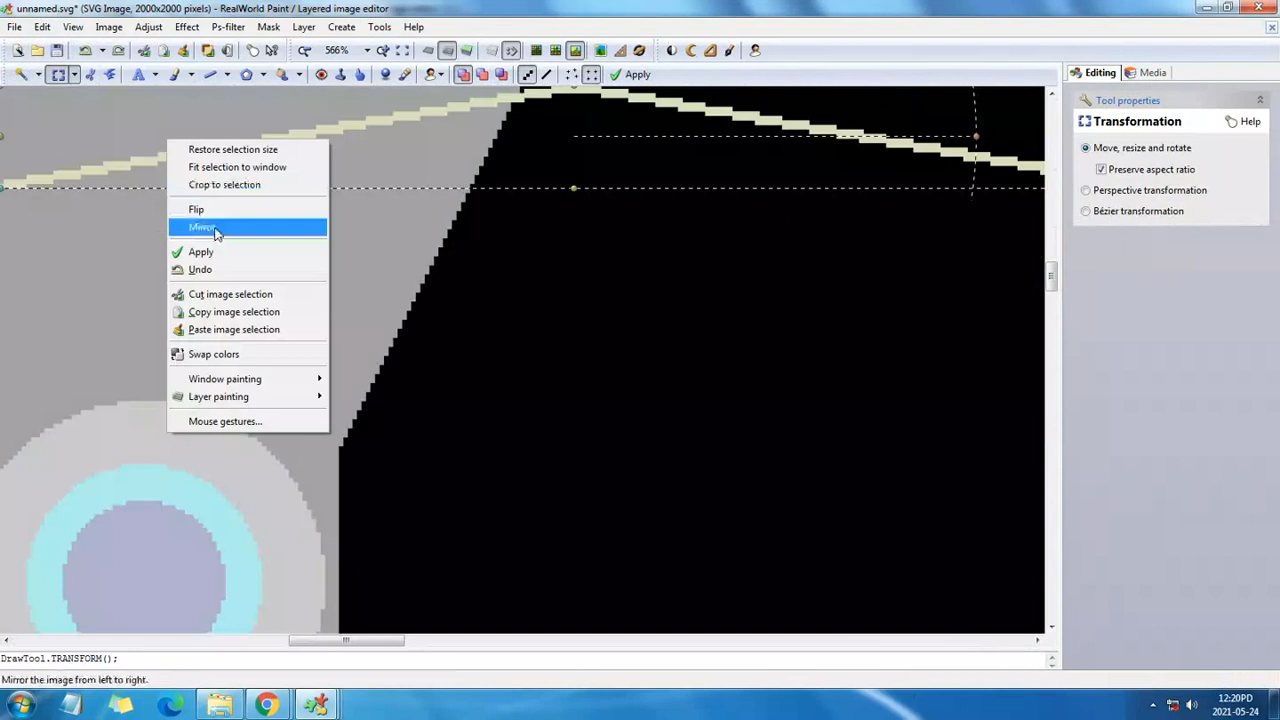 unnamed.svg* (SVG Image, 2000x2000 pixels) - RealWorld Paint / Layered image editor
File Edit View Image Adjust Effect Ps-filter Mask Layer Create Tools Help
566%
A Apply
Editing Media
Tool properties
Transformation Help
Move, resize and rotate
Preserve aspect ratio
Perspective transformation
Bézier transformation
Restore selection size
Fit selection to window
Crop to selection
Flip
Mirror
Apply
Undo
Cut image selection
Copy image selection
Paste image selection
Swap colors
Window painting
Layer painting
Mouse gestures...
DrawTool.TRANSFORM();
Mirror the image from left to right.
12:20PD
2021-05-24